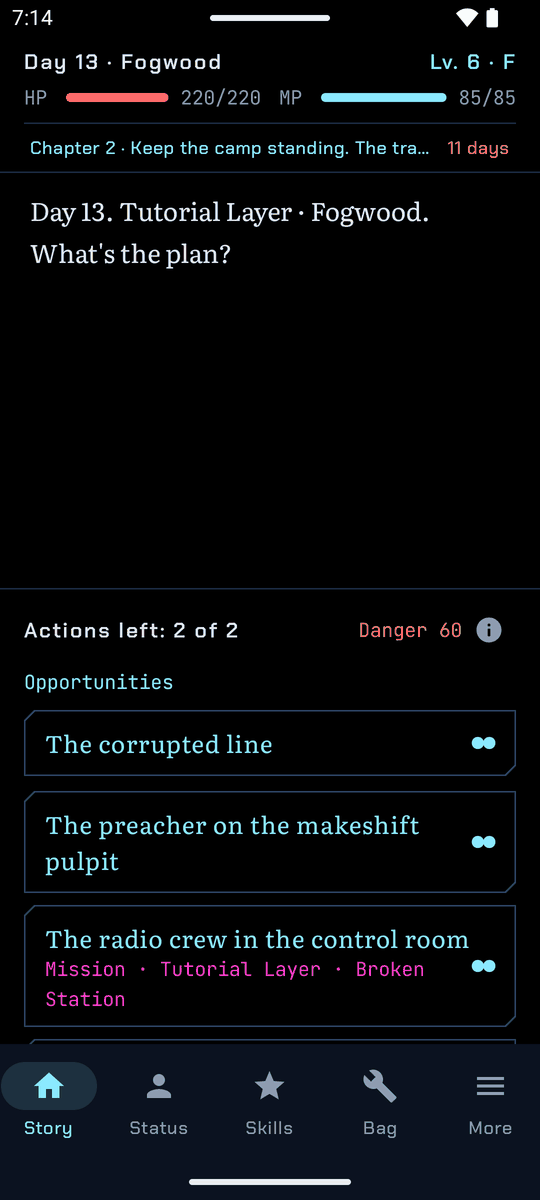 7:14
Day 13 · Fogwood
Lv. 6 · F
HP 220/220 MP 85/85
Chapter 2 · Keep the camp standing. The tra… 11 days
Day 13. Tutorial Layer · Fogwood.
What's the plan?
Actions left: 2 of 2
Danger 60
Opportunities
The corrupted line
The preacher on the makeshift
pulpit
The radio crew in the control room
Mission · Tutorial Layer · Broken
Station
Story Status Skills Bag More